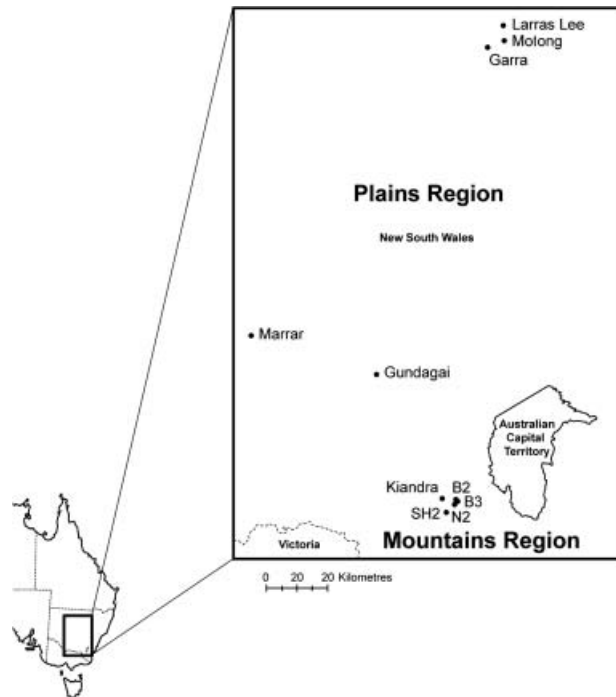 Larras Lee
Molong
Garra
Plains Region
New South Wales
Marrar
Gundagai
Australian
Capital
Territory
Kiandra
B2
B3
SH2
N2
Victoria
Mountains Region
20 0 20 Kilometres